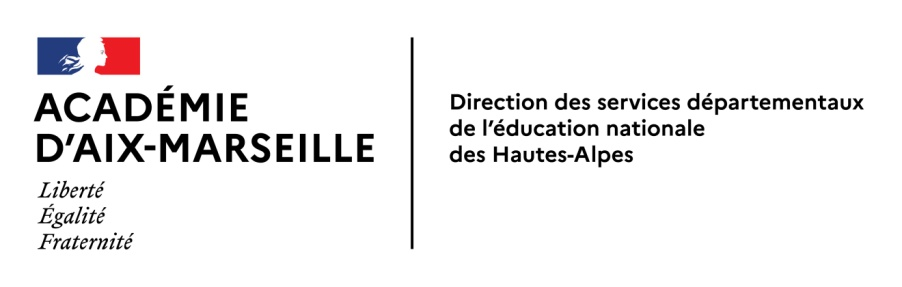 ACADÉMIE
D'AIX-MARSEILLE
Liberté
Égalité
Fraternité
Direction des services départementaux
de l'éducation nationale
des Hautes-Alpes